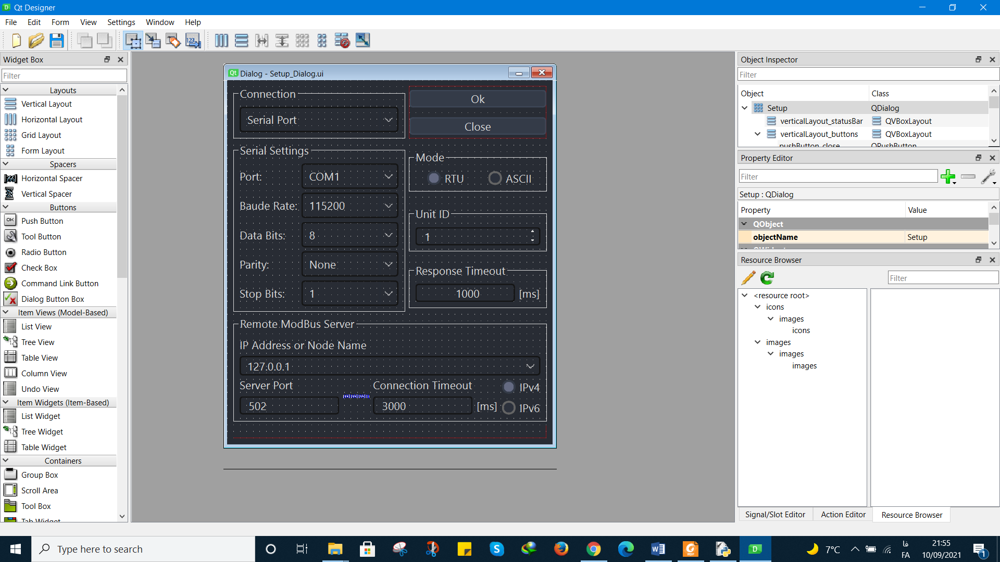 Qt Designer
File Edit Form View Settings Window Help
Widget Box
Filter
Layouts
Vertical Layout
Horizontal Layout
Grid Layout
Form Layout
Spacers
Horizontal Spacer
Vertical Spacer
Buttons
Push Button
Tool Button
Radio Button
Check Box
Command Link Button
Dialog Button Box
Item Views (Model-Based)
List View
Tree View
Table View
Column View
Undo View
Item Widgets (Item-Based)
List Widget
Tree Widget
Table Widget
Containers
Group Box
Scroll Area
Tool Box
Tab Widget
Dialog - Setup_Dialog.ui
Connection
Serial Port
Ok
Close
Serial Settings
Port: COM1
Baude Rate: 115200
Data Bits: 8
Parity: None
Stop Bits: 1
Mode
RTU ASCII
Unit ID
1
Response Timeout
1000 [ms]
Remote ModBus Server
IP Address or Node Name
127.0.0.1
Server Port Connection Timeout IPv4
502 3000 [ms] IPv6
Object Inspector
Filter
Object Class
Setup QDialog
verticalLayout_statusBar QVBoxLayout
verticalLayout_buttons QVBoxLayout
pushButton_close QPushButton
Property Editor
Filter
Setup : QDialog
Property Value
QObject
objectName Setup
QWidget
Resource Browser
Filter
<resource root>
icons
images
icons
images
images
images
Signal/Slot Editor Action Editor Resource Browser
Type here to search
7°C
فا
FA
21:55
10/09/2021
1